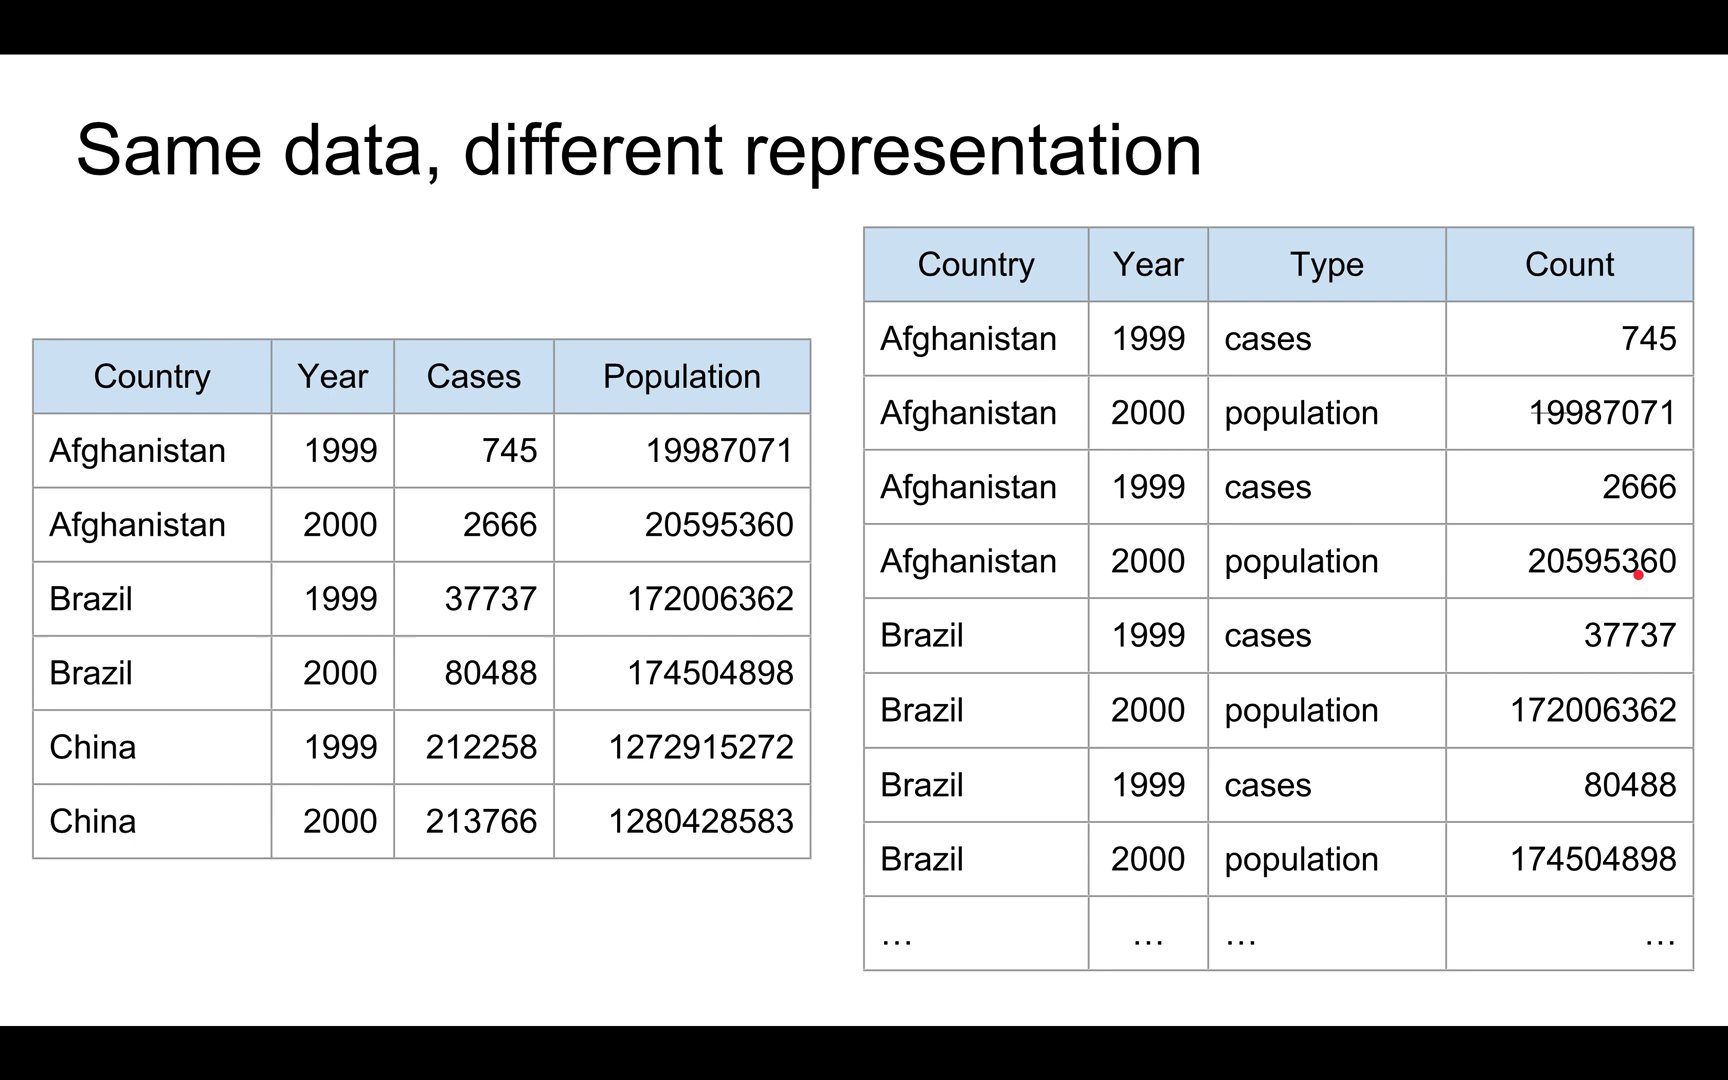 Same data, different representation
Country Year Cases Population
Afghanistan 1999 745 19987071
Afghanistan 2000 2666 20595360
Brazil 1999 37737 172006362
Brazil 2000 80488 174504898
China 1999 212258 1272915272
China 2000 213766 1280428583
Country Year Type Count
Afghanistan 1999 cases 745
Afghanistan 2000 population 19987071
Afghanistan 1999 cases 2666
Afghanistan 2000 population 20595360
Brazil 1999 cases 37737
Brazil 2000 population 172006362
Brazil 1999 cases 80488
Brazil 2000 population 174504898
… … … …